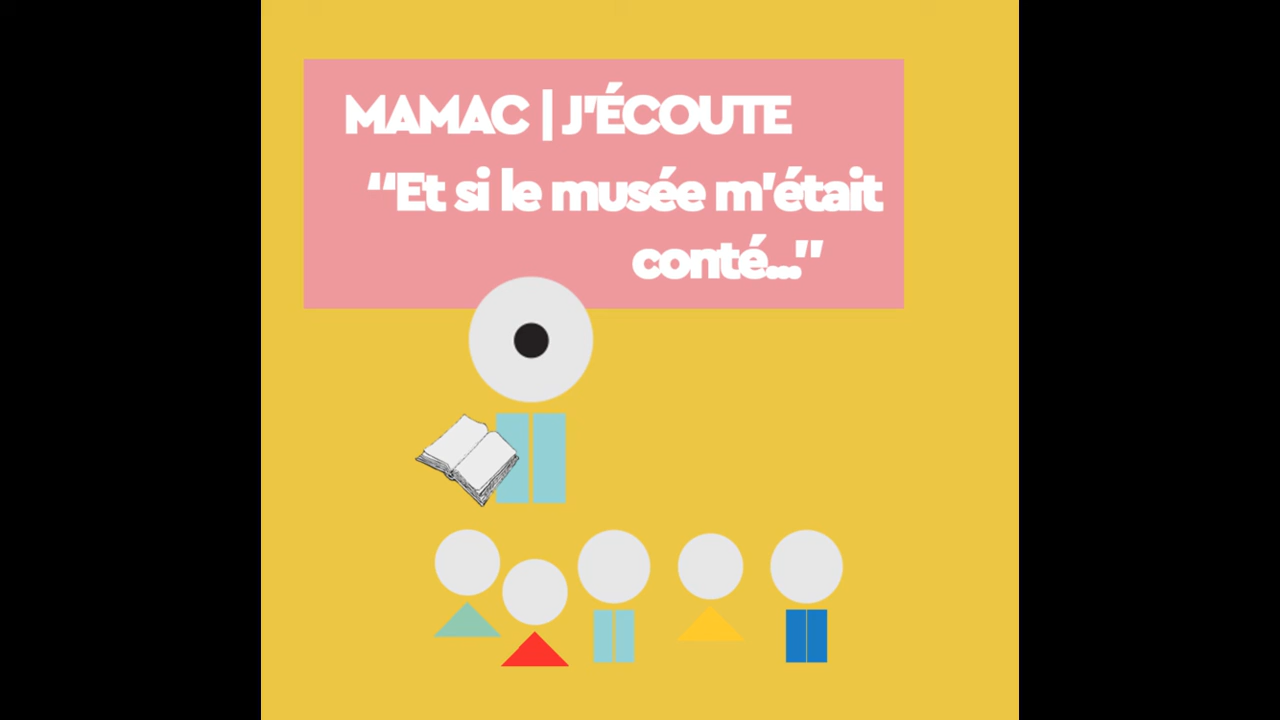 MAMAC | J'ÉCOUTE
“Et si le musée m'était
conté...”